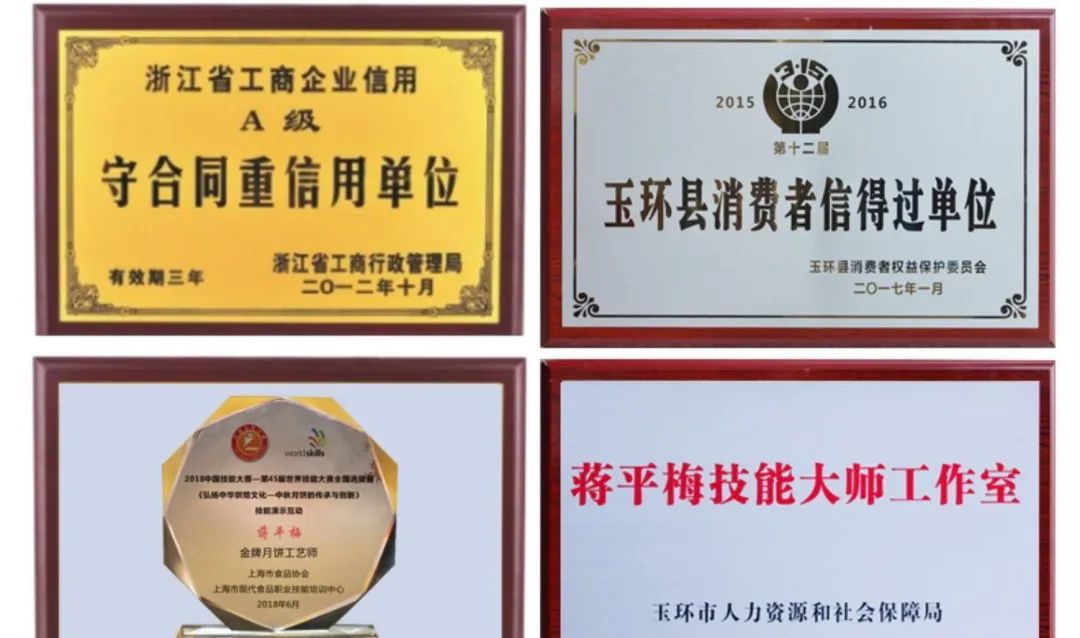 浙江省工商企业信用
A 级
守合同重信用单位
有效期三年
浙江省工商行政管理局
二〇一二年十月
3·15
2015 2016
第十二届
玉环县消费者信得过单位
玉环县消费者权益保护委员会
二〇一七年一月
worldskills
2018中国技能大赛—第45届世界技能大赛全国选拔赛
《弘扬中华烘焙文化—中秋月饼的传承与创新》
技能演示互动
蒋平梅
金牌月饼工艺师
上海市食品协会
上海市现代食品职业技能培训中心
2018年6月
蒋平梅技能大师工作室
玉环市人力资源和社会保障局